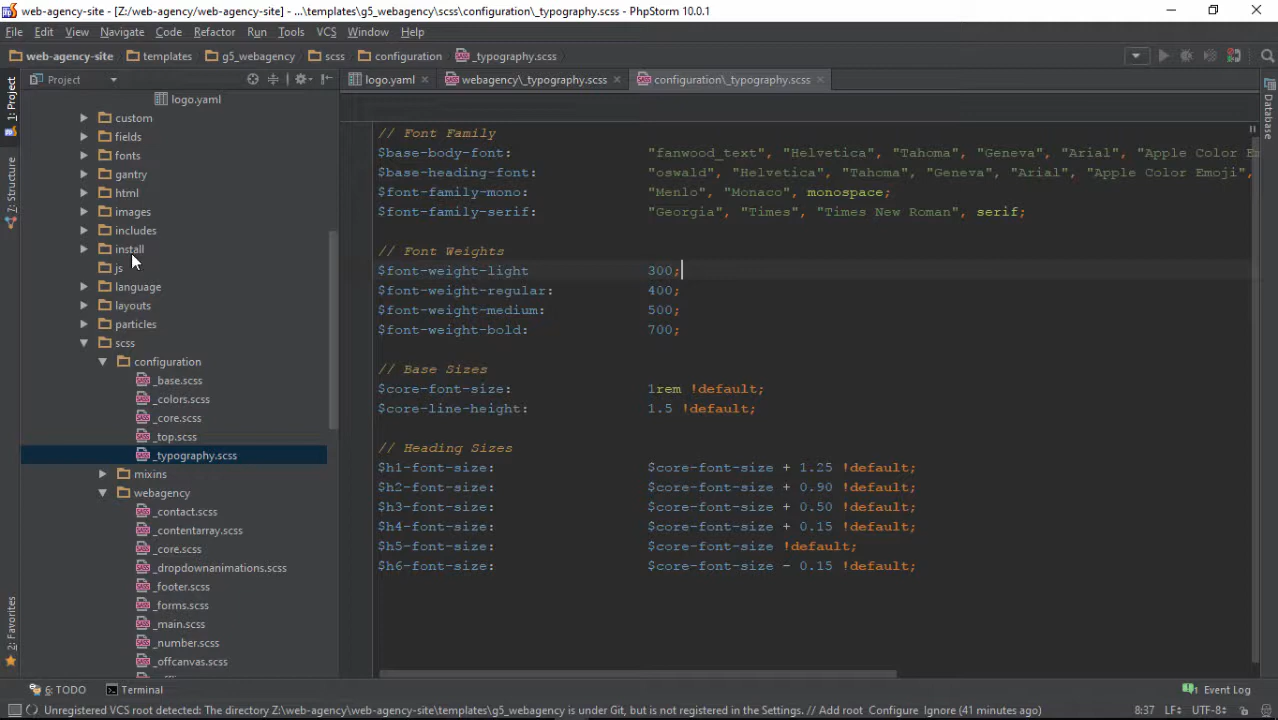 web-agency-site - [Z:/web-agency/web-agency-site] - [...\templates\g5_webagency\scss\configuration\_typography.scss - PhpStorm 10.0.1
File Edit View Navigate Code Refactor Run Tools VCS Window Help
web-agency-site templates g5_webagency scss configuration _typography.scss
Project
logo.yaml webagency\_typography.scss configuration\_typography.scss
1: Project
7: Structure
2: Favorites
logo.yaml
custom
fields
fonts
gantry
html
images
includes
install
js
language
layouts
particles
scss
configuration
_base.scss
_colors.scss
_core.scss
_top.scss
_typography.scss
mixins
webagency
_contact.scss
_contentarray.scss
_core.scss
_dropdownanimations.scss
_footer.scss
_forms.scss
_main.scss
_number.scss
_offcanvas.scss
// Font Family
$base-body-font: "fanwood_text", "Helvetica", "Tahoma", "Geneva", "Arial", "Apple Color Em
$base-heading-font: "oswald", "Helvetica", "Tahoma", "Geneva", "Arial", "Apple Color Emoji",
$font-family-mono: "Menlo", "Monaco", monospace;
$font-family-serif: "Georgia", "Times", "Times New Roman", serif;
// Font Weights
$font-weight-light 300;
$font-weight-regular: 400;
$font-weight-medium: 500;
$font-weight-bold: 700;
// Base Sizes
$core-font-size: 1rem !default;
$core-line-height: 1.5 !default;
// Heading Sizes
$h1-font-size: $core-font-size + 1.25 !default;
$h2-font-size: $core-font-size + 0.90 !default;
$h3-font-size: $core-font-size + 0.50 !default;
$h4-font-size: $core-font-size + 0.15 !default;
$h5-font-size: $core-font-size !default;
$h6-font-size: $core-font-size - 0.15 !default;
Database
6: TODO Terminal 1 Event Log
Unregistered VCS root detected: The directory Z:\web-agency\web-agency-site\templates\g5_webagency is under Git, but is not registered in the Settings. // Add root Configure Ignore (41 minutes ago) 8:37 LF÷ UTF-8÷